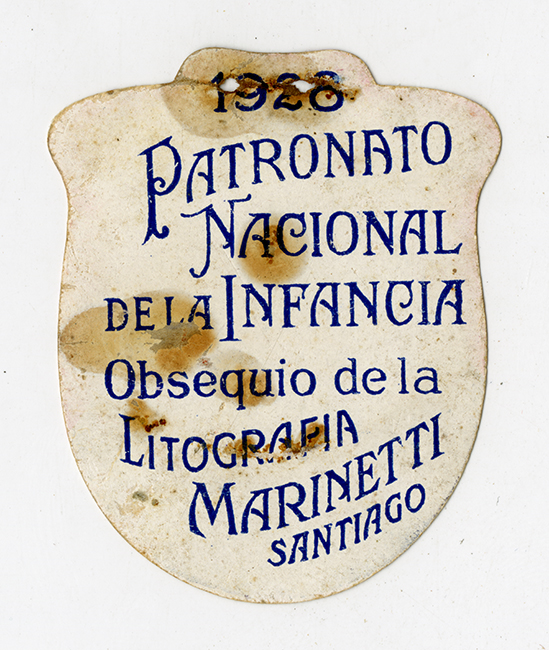 1928
PATRONATO
NACIONAL
DE LA INFANCIA
Obsequio de la
LITOGRAFIA
MARINETTI
SANTIAGO